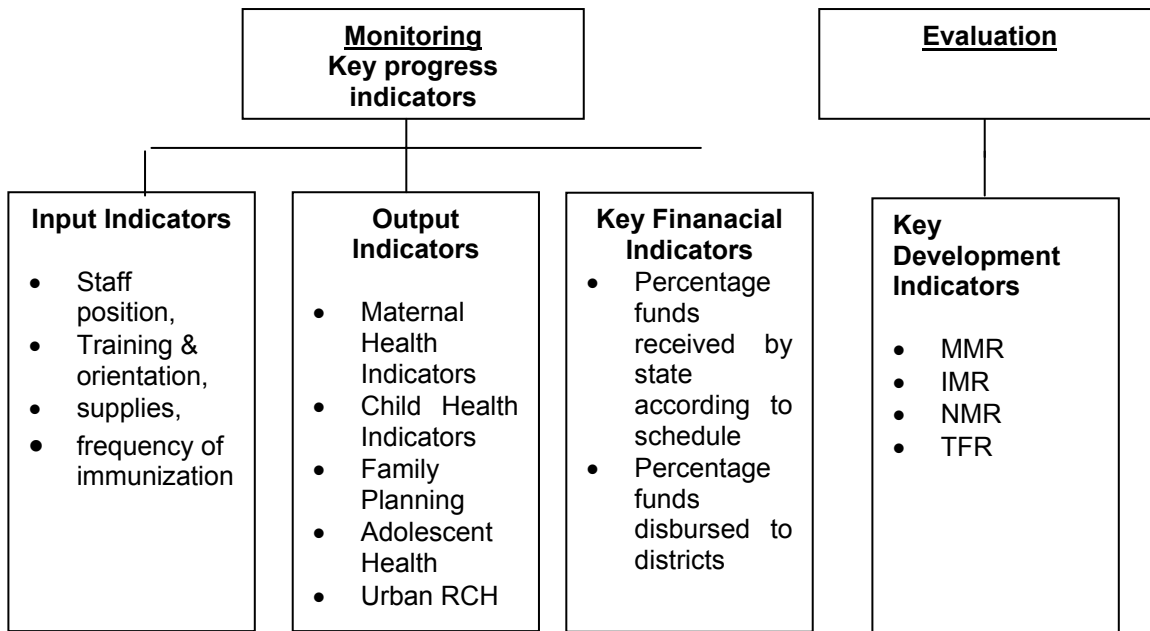 Monitoring
Key progress
indicators
Evaluation
Input Indicators
• Staff
position,
• Training &
orientation,
• supplies,
• frequency of
immunization
Output
Indicators
• Maternal
Health
Indicators
• Child Health
Indicators
• Family
Planning
• Adolescent
Health
• Urban RCH
Key Finanacial
Indicators
• Percentage
funds
received by
state
according to
schedule
• Percentage
funds
disbursed to
districts
Key
Development
Indicators
• MMR
• IMR
• NMR
• TFR